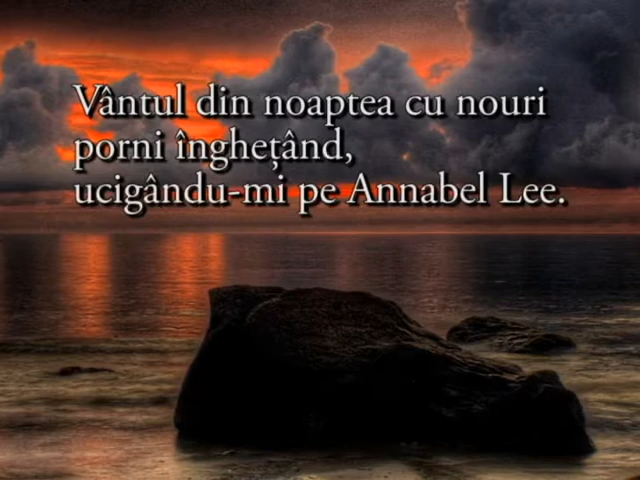 Vântul din noaptea cu nouri
porni înghețând,
ucigându-mi pe Annabel Lee.